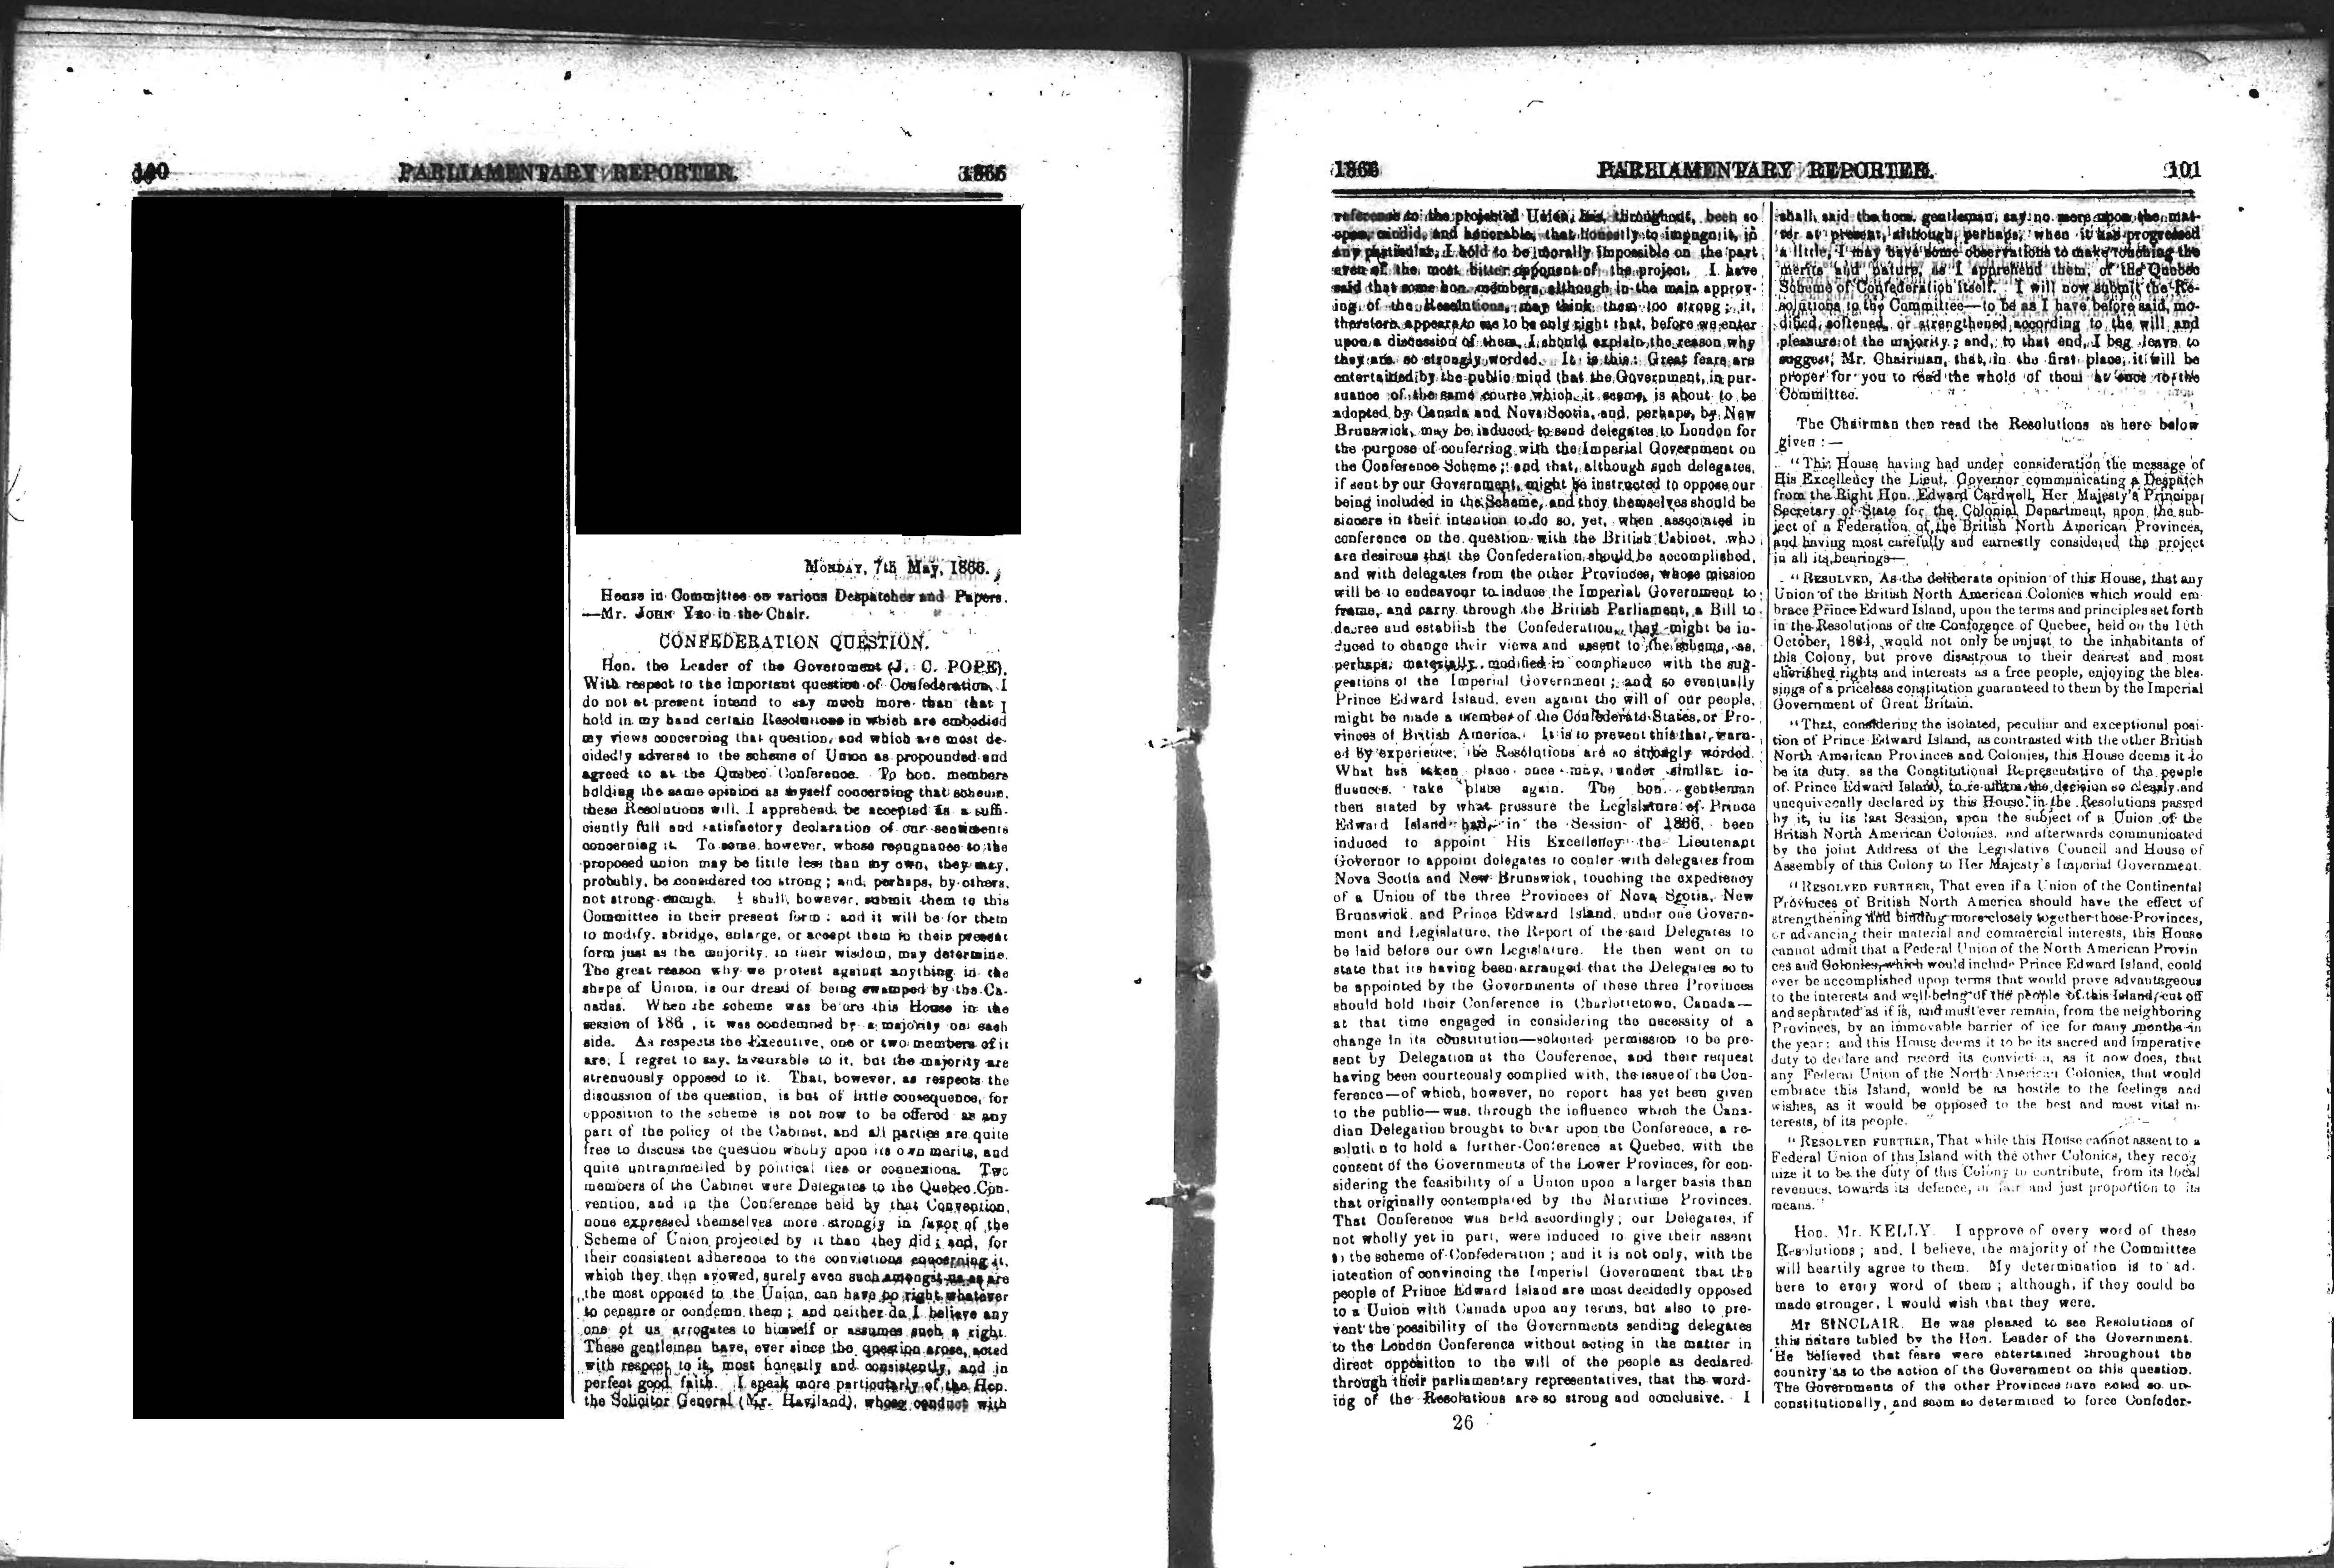 100 PARLIAMENTARY REPORTER. 1866
MONDAY, 7th May, 1866.
House in Committee on various Despatches and Papers.
—Mr. JOHN YEO in the Chair.
CONFEDERATION QUESTION.
Hon. the Leader of the Government (J. C. POPE).
With respect to the important question of Confederation, I
do not at present intend to say much more than that I
hold in my hand certain Resolutions in which are embodied
my views concerning that question, and which are most de-
cidedly adverse to the scheme of Union as propounded and
agreed to at the Quebec Conference. To hon. members
holding the same opinion as myself concerning that scheme,
these Resolutions will, I apprehend, be accepted as a suffi-
ciently full and satisfactory declaration of our sentiments
concerning it. To some, however, whose repugnance to the
proposed union may be little less than my own, they may,
probably, be considered too strong; and, perhaps, by others,
not strong enough. I shall, however, submit them to this
Committee in their present form; and it will be for them
to modify, abridge, enlarge, or accept them in their present
form just as the majority, in their wisdom, may determine.
The great reason why we protest against anything in the
shape of Union, is our dread of being swamped by the Ca-
nadas. When the scheme was before this House in the
session of 186 , it was condemned by a majority on each
side. As respects the Executive, one or two members of it
are, I regret to say, favourable to it, but the majority are
strenuously opposed to it. That, however, as respects the
discussion of the question, is but of little consequence, for
opposition to the scheme is not now to be offered as any
part of the policy of the Cabinet, and all parties are quite
free to discuss the question wholly upon its own merits, and
quite untrammelled by political ties or connexions. Two
members of the Cabinet were Delegates to the Quebec Con-
vention, and in the Conference held by that Convention,
none expressed themselves more strongly in favor of the
Scheme of Union projected by it than they did; and, for
their consistent adherence to the convictions concerning it,
which they then avowed, surely even such amongst us as are
the most opposed to the Union, can have no right whatever
to censure or condemn them; and neither do I believe any
one of us arrogates to himself or assumes such a right.
These gentlemen have, ever since the question arose, acted
with respect to it, most honestly and consistently, and in
perfect good faith. I speak more particularly of the Hon.
the Solicitor General (Mr. Haviland), whose conduct with
1866 PARLIAMENTARY REPORTER. 101
reference to the projected Union, has, throughout, been so
open, candid, and honorable, that honestly to impugn it, in
any particular, I hold to be morally impossible on the part
even of the most bitter opponent of the project. I have
said that some hon. members, although in the main approv-
ing of the Resolutions, may think them too strong; it,
therefore appears to me to be only right that, before we enter
upon a discussion of them, I should explain the reason why
they are so strongly worded. It is this: Great fears are
entertained by the public mind that the Government, in pur-
suance of the same course which, it seems, is about to be
adopted by Canada and Nova Scotia, and, perhaps, by New
Brunswick, may be induced to send delegates to London for
the purpose of conferring with the Imperial Government on
the Conference Scheme; and that, although such delegates,
if sent by our Government, might be instructed to oppose our
being included in the Scheme, and they themselves should be
sincere in their intention to do so, yet, when associated in
conference on the question with the British Cabinet, who
are desirous that the Confederation should be accomplished,
and with delegates from the other Provinces, whose mission
will be to endeavour to induce the Imperial Government to
frame, and carry through the British Parliament, a Bill to
decree and establish the Confederation, they might be in-
duced to change their views and assent to the scheme, as,
perhaps, materially modified in compliance with the sug-
gestions of the Imperial Government; and so eventually
Prince Edward Island, even againt the will of our people,
might be made a member of the Confederate States, or Pro-
vinces of British America. It is to prevent this that, warn-
ed by experience, the Resolutions are so strongly worded.
What has taken place once may, under similar in-
fluences, take place again. The hon. gentleman
then stated by what pressure the Legislature of Prince
Edward Island had, in the Session of 1866, been
induced to appoint His Excellency the Lieutenant
Governor to appoint delegates to confer with delegates from
Nova Scotia and New Brunswick, touching the expediency
of a Union of the three Provinces of Nova Scotia, New
Brunswick, and Prince Edward Island, under one Govern-
ment and Legislature, the Report of the said Delegates to
be laid before our own Legislature. He then went on to
state that its having been arranged that the Delegates so to
be appointed by the Governments of these three Provinces
should hold their Conference in Charlottetown, Canada—
at that time engaged in considering the necessity of a
change in its constitution—solicited permission to be pre-
sent by Delegation at the Conference, and their request
having been courteously complied with, the issue of the Con-
ference—of which, however, no report has yet been given
to the public—was, through the influence which the Cana-
dian Delegation brought to bear upon the Conference, a re-
solution to hold a further Conference at Quebec, with the
consent of the Governments of the Lower Provinces, for con-
sidering the feasibility of a Union upon a larger basis than
that originally contemplated by the Maritime Provinces.
That Conference was held accordingly; our Delegates, if
not wholly yet in part, were induced to give their assent
to the scheme of Confederation; and it is not only, with the
intention of convincing the Imperial Government that the
people of Prince Edward Island are most decidedly opposed
to a Union with Canada upon any terms, but also to pre-
vent the possibility of the Governments sending delegates
to the London Conference without acting in the matter in
direct opposition to the will of the people as declared
through their parliamentary representatives, that the word-
ing of the Resolutions are so strong and conclusive. I
26
shall, said the hon. gentleman, say no more upon the mat-
ter at present, although, perhaps, when it has progressed
a little, I may have some observations to make touching the
merits and nature, as I apprehend them, of the Quebec
Scheme of Confederation itself. I will now submit the Re-
solutions to the Committee—to be as I have before said, mo-
dified, softened, or strengthened according to the will and
pleasure of the majority; and, to that end, I beg leave to
suggest, Mr. Chairman, that, in the first place, it will be
proper for you to read the whole of them at once to the
Committee.
The Chairman then read the Resolutions as here below
given:—
"This House having had under consideration the message of
His Excellency the Lieut. Governor communicating a Despatch
from the Right Hon. Edward Cardwell, Her Majesty's Principal
Secretary of State for the Colonial Department, upon the sub-
ject of a Federation of the British North American Provinces,
and having most carefully and earnestly considered the project
in all its bearings—
"RESOLVED, As the deliberate opinion of this House, that any
Union of the British North American Colonies which would em
brace Prince Edward Island, upon the terms and principles set forth
in the Resolutions of the Conference of Quebec, held on the 10th
October, 1864, would not only be unjust to the inhabitants of
this Colony, but prove disastrous to their dearest and most
cherished rights and interests as a free people, enjoying the bles-
sings of a priceless constitution guaranteed to them by the Imperial
Government of Great Britain.
"That, considering the isolated, peculiar and exceptional posi-
tion of Prince Edward Island, as contrasted with the other British
North American Provinces and Colonies, this House deems it to
be its duty, as the Constitutional Representative of the people
of Prince Edward Island, to re-affirm the decision so clearly and
unequivocally declared by this House in the Resolutions passed
by it, in its last Session, upon the subject of a Union of the
British North American Colonies, and afterwards communicated
by the joint Address of the Legislative Council and House of
Assembly of this Colony to Her Majesty's Imperial Government.
"RESOLVED FURTHER, That even if a Union of the Continental
Provinces of British North America should have the effect of
strengthening and binding more closely together those Provinces,
or advancing their material and commercial interests, this House
cannot admit that a Federal Union of the North American Provin
ces and Colonies, which would include Prince Edward Island, could
ever be accomplished upon terms that would prove advantageous
to the interests and well-being of the people of this Island, cut off
and separated as it is, and must ever remain, from the neighboring
Provinces, by an immovable barrier of ice for many months in
the year: and this House deems it to be its sacred and imperative
duty to declare and record its conviction, as it now does, that
any Federal Union of the North American Colonies, that would
embrace this Island, would be as hostile to the feelings and
wishes, as it would be opposed to the best and most vital in-
terests, of its people.
"RESOLVED FURTHER, That while this House cannot assent to a
Federal Union of this Island with the other Colonies, they recog
nize it to be the duty of this Colony to contribute, from its local
revenues, towards its defence, in fair and just proportion to its
means."
Hon. Mr. KELLY. I approve of every word of these
Resolutions; and, I believe, the majority of the Committee
will heartily agree to them. My determination is to ad-
here to every word of them; although, if they could be
made stronger, I would wish that they were.
Mr SINCLAIR. He was pleased to see Resolutions of
this nature tabled by the Hon. Leader of the Government.
He believed that fears were entertained throughout the
country as to the action of the Government on this question.
The Governments of the other Provinces have acted so un-
constitutionally, and seem so determined to force Confeder-